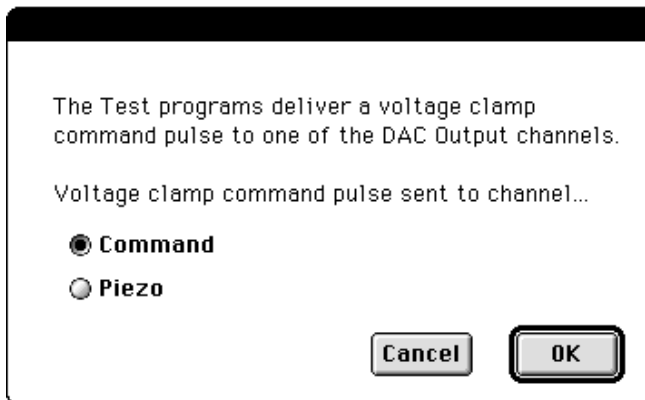 The Test programs deliver a voltage clamp
command pulse to one of the DAC Output channels.
Voltage clamp command pulse sent to channel...
Command
Piezo
Cancel OK